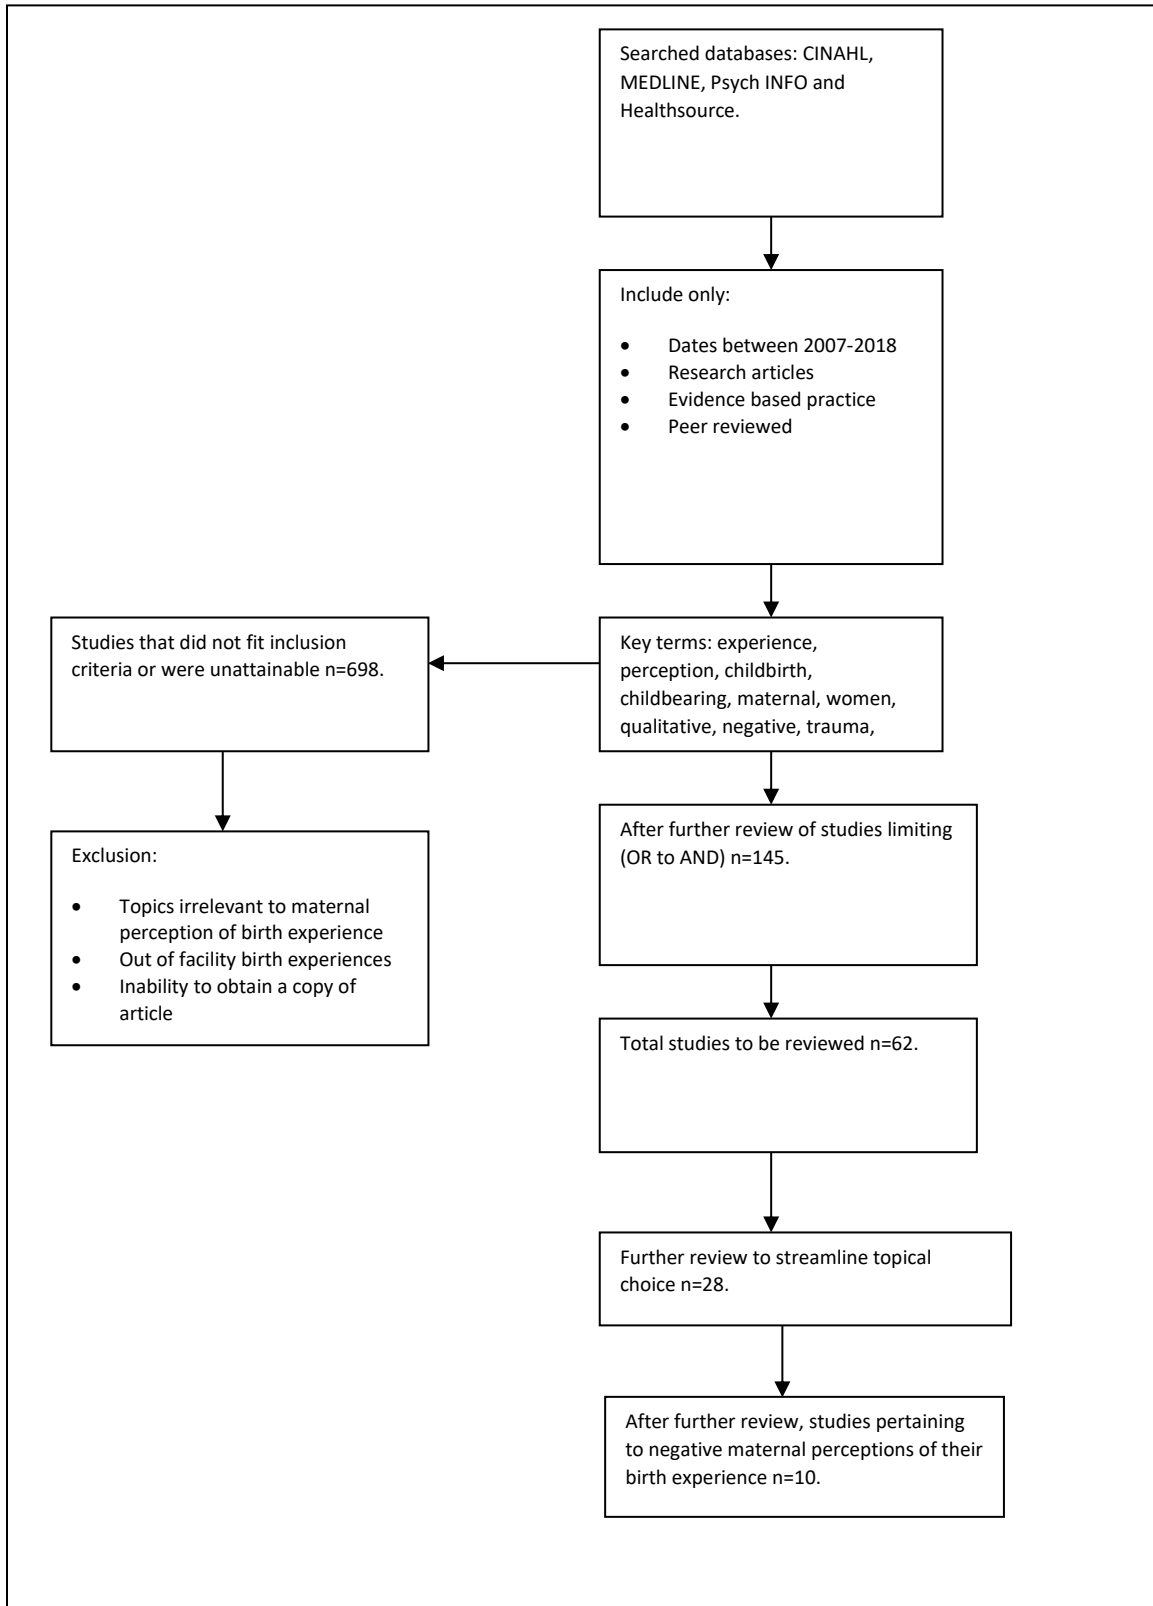 Searched databases: CINAHL,
MEDLINE, Psych INFO and
Healthsource.
Include only:
• Dates between 2007-2018
• Research articles
• Evidence based practice
• Peer reviewed
Key terms: experience,
perception, childbirth,
childbearing, maternal, women,
qualitative, negative, trauma,
Studies that did not fit inclusion
criteria or were unattainable n=698.
Exclusion:
• Topics irrelevant to maternal
perception of birth experience
• Out of facility birth experiences
• Inability to obtain a copy of
article
After further review of studies limiting
(OR to AND) n=145.
Total studies to be reviewed n=62.
Further review to streamline topical
choice n=28.
After further review, studies pertaining
to negative maternal perceptions of their
birth experience n=10.